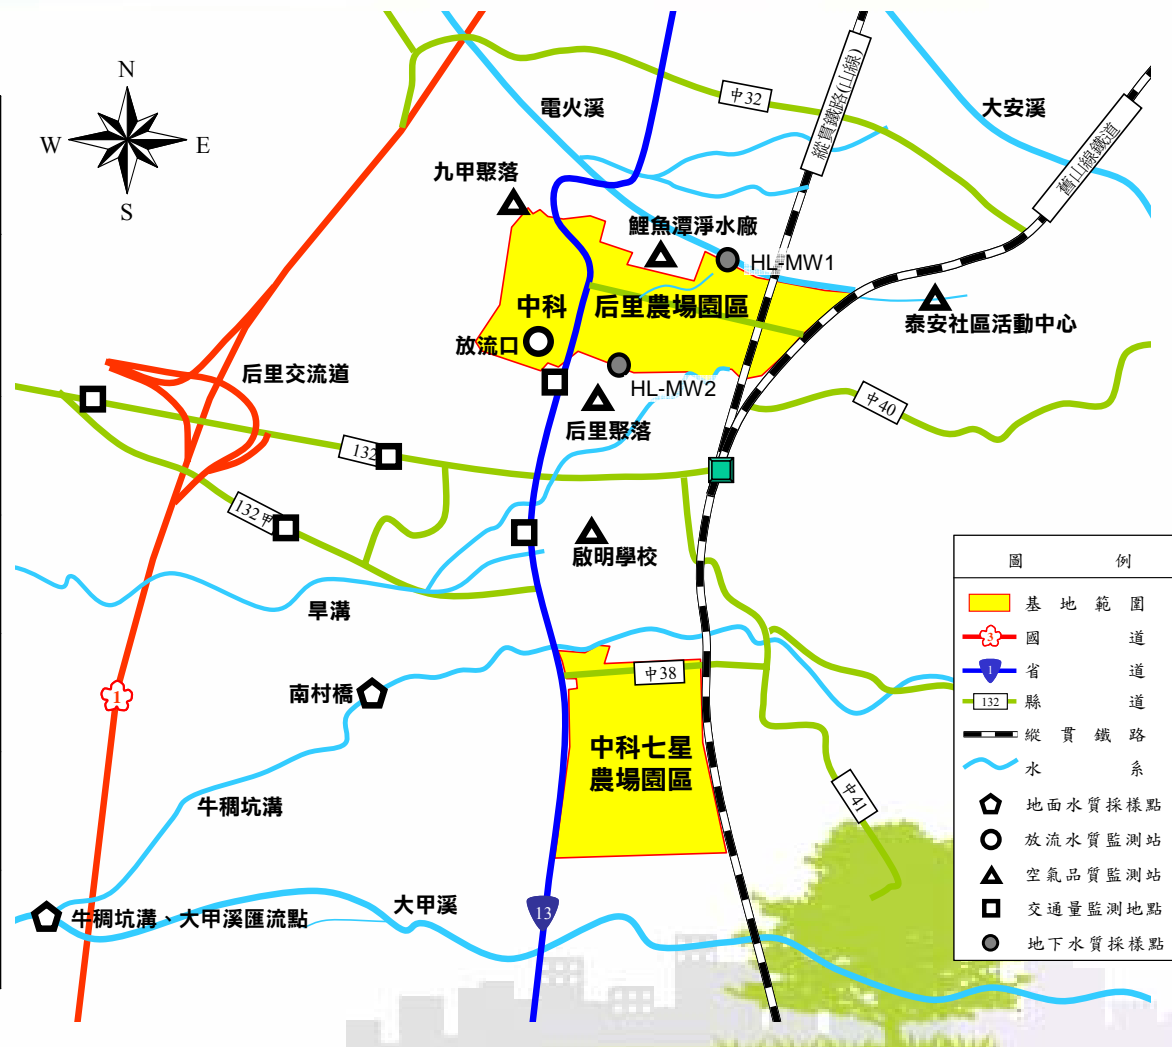 N
W
E
S
電火溪
中32
縱貫鐵路(山線)
大安溪
舊山線鐵道
九甲聚落
鯉魚潭淨水廠
HL-MW1
中科
后里農場園區
泰安社區活動中心
放流口
HL-MW2
后里交流道
后里聚落
中40
132
132甲
啟明學校
旱溝
南村橋
中38
1
中科七星
農場園區
中41
牛稠坑溝
大甲溪
牛稠坑溝、大甲溪匯流點
13
圖 例
基地範圍
3
國道
1
省道
132
縣道
縱貫鐵路
水系
地面水質採樣點
放流水質監測站
空氣品質監測站
交通量監測地點
地下水質採樣點